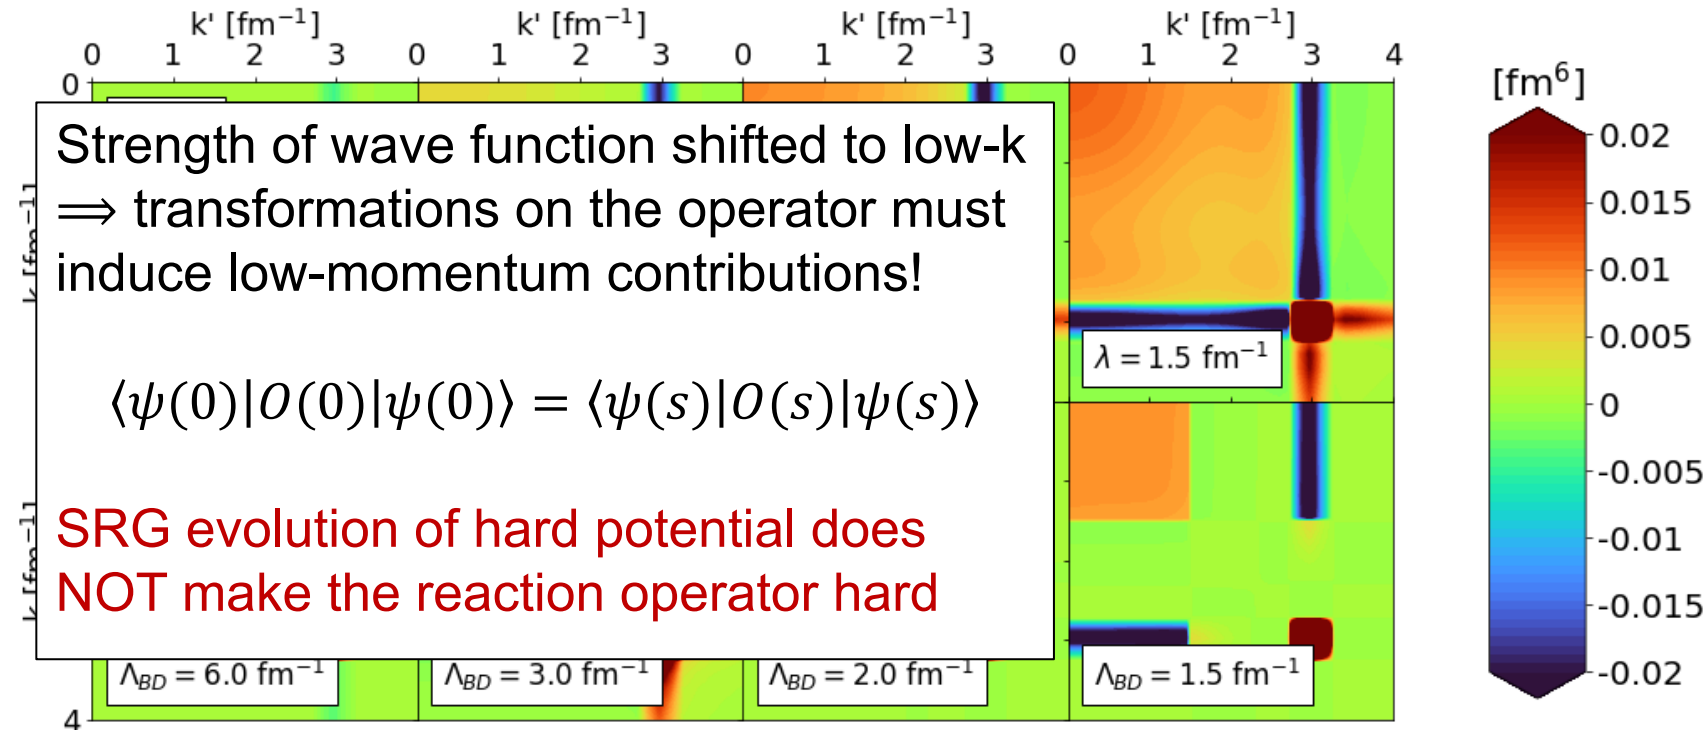 k' [fm⁻¹] k' [fm⁻¹] k' [fm⁻¹] k' [fm⁻¹]
0 1 2 3 0 1 2 3 0 1 2 3 0 1 2 3 4
0
[fm⁶]
Strength of wave function shifted to low-k
⟹ transformations on the operator must
induce low-momentum contributions!
⟨ψ(0)|O(0)|ψ(0)⟩ = ⟨ψ(s)|O(s)|ψ(s)⟩
SRG evolution of hard potential does
NOT make the reaction operator hard
λ = 1.5 fm⁻¹
Λ_BD = 6.0 fm⁻¹ Λ_BD = 3.0 fm⁻¹ Λ_BD = 2.0 fm⁻¹ Λ_BD = 1.5 fm⁻¹
4
0.02
0.015
0.01
0.005
0
-0.005
-0.01
-0.015
-0.02